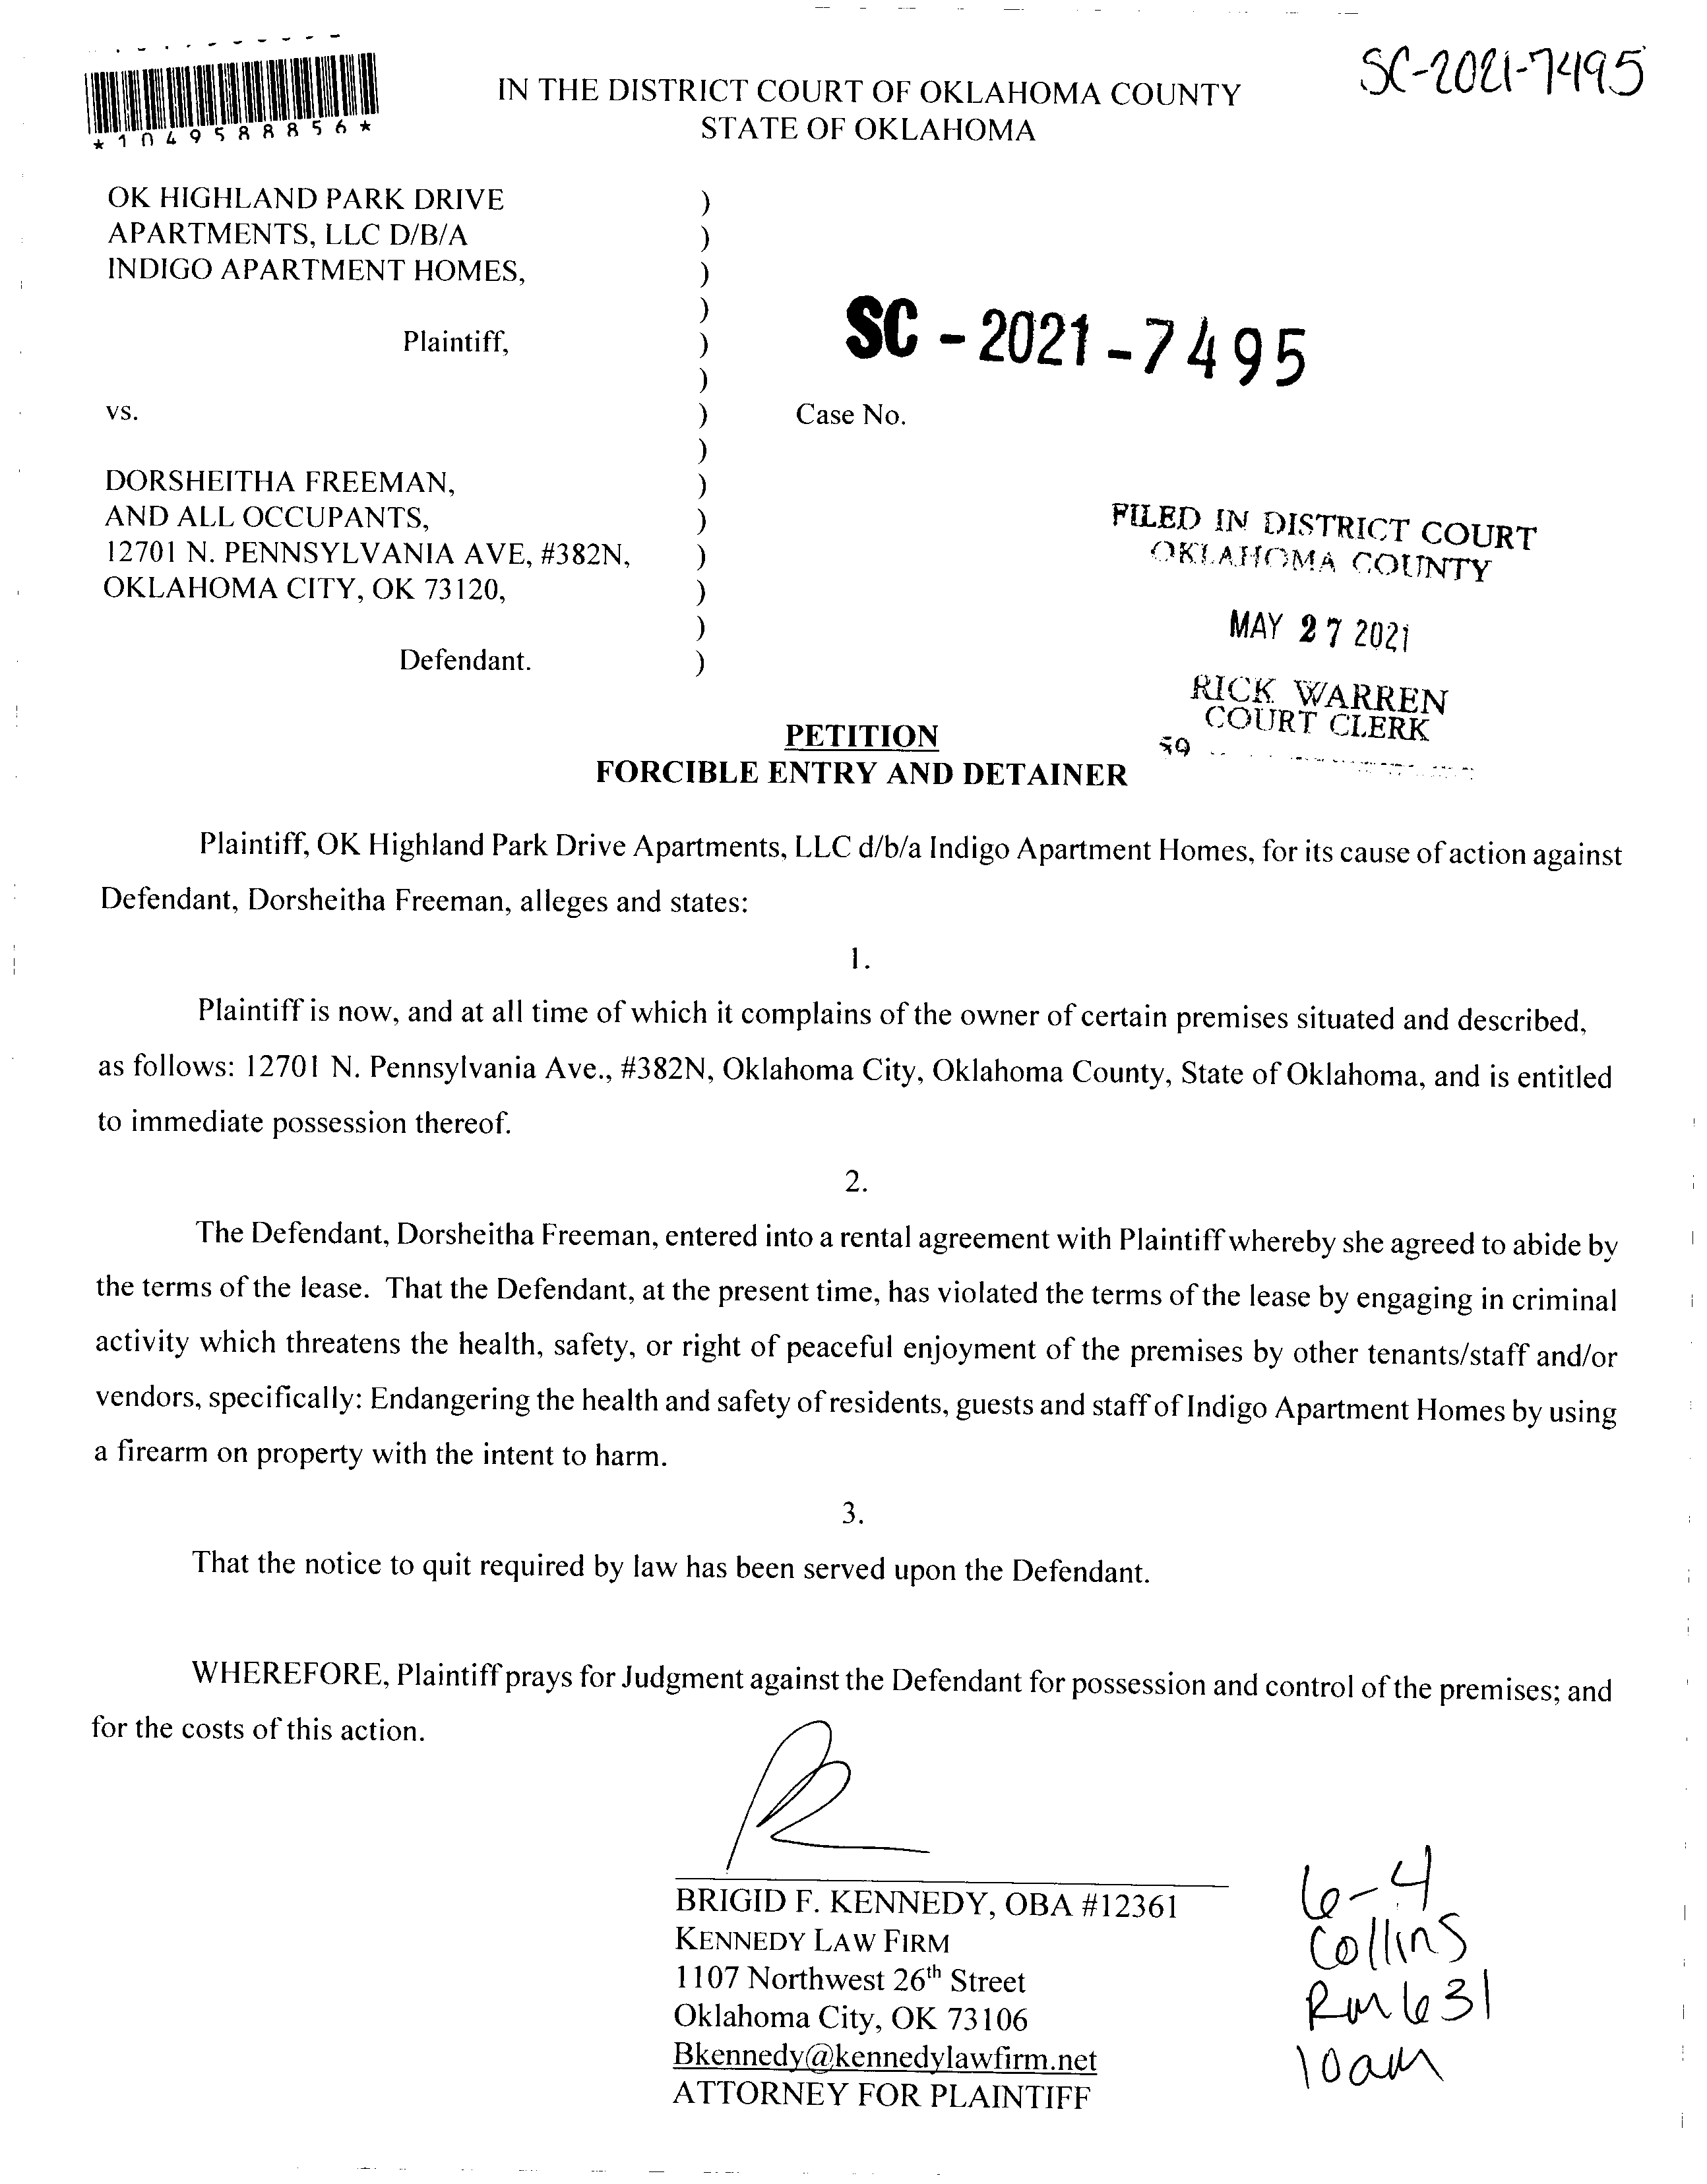 SC-2021-7495
*1049588856*
IN THE DISTRICT COURT OF OKLAHOMA COUNTY
STATE OF OKLAHOMA
OK HIGHLAND PARK DRIVE )
APARTMENTS, LLC D/B/A )
INDIGO APARTMENT HOMES, )
)
Plaintiff, )
SC - 2021 - 7495
)
vs. ) Case No.
)
DORSHEITHA FREEMAN, )
AND ALL OCCUPANTS, )
12701 N. PENNSYLVANIA AVE, #382N, )
OKLAHOMA CITY, OK 73120, )
)
Defendant. )
FILED IN DISTRICT COURT
OKLAHOMA COUNTY
MAY 27 2021
RICK WARREN
COURT CLERK
PETITION
FORCIBLE ENTRY AND DETAINER
Plaintiff, OK Highland Park Drive Apartments, LLC d/b/a Indigo Apartment Homes, for its cause of action against
Defendant, Dorsheitha Freeman, alleges and states:
1.
Plaintiff is now, and at all time of which it complains of the owner of certain premises situated and described,
as follows: 12701 N. Pennsylvania Ave., #382N, Oklahoma City, Oklahoma County, State of Oklahoma, and is entitled
to immediate possession thereof.
2.
The Defendant, Dorsheitha Freeman, entered into a rental agreement with Plaintiff whereby she agreed to abide by
the terms of the lease. That the Defendant, at the present time, has violated the terms of the lease by engaging in criminal
activity which threatens the health, safety, or right of peaceful enjoyment of the premises by other tenants/staff and/or
vendors, specifically: Endangering the health and safety of residents, guests and staff of Indigo Apartment Homes by using
a firearm on property with the intent to harm.
3.
That the notice to quit required by law has been served upon the Defendant.
WHEREFORE, Plaintiff prays for Judgment against the Defendant for possession and control of the premises; and
for the costs of this action.
BRIGID F. KENNEDY, OBA #12361
KENNEDY LAW FIRM
1107 Northwest 26th Street
Oklahoma City, OK 73106
Bkennedy@kennedylawfirm.net
ATTORNEY FOR PLAINTIFF
6-4
Collins
Rm 631
10am